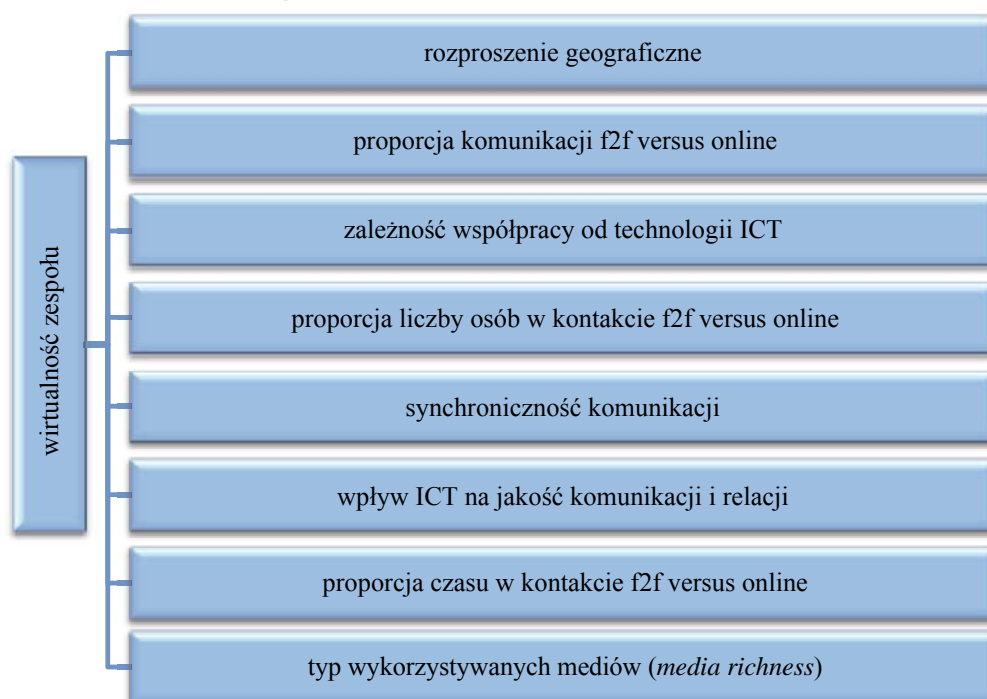 wirtualność zespołu
rozproszenie geograficzne
proporcja komunikacji f2f versus online
zależność współpracy od technologii ICT
proporcja liczby osób w kontakcie f2f versus online
synchroniczność komunikacji
wpływ ICT na jakość komunikacji i relacji
proporcja czasu w kontakcie f2f versus online
typ wykorzystywanych mediów (media richness)